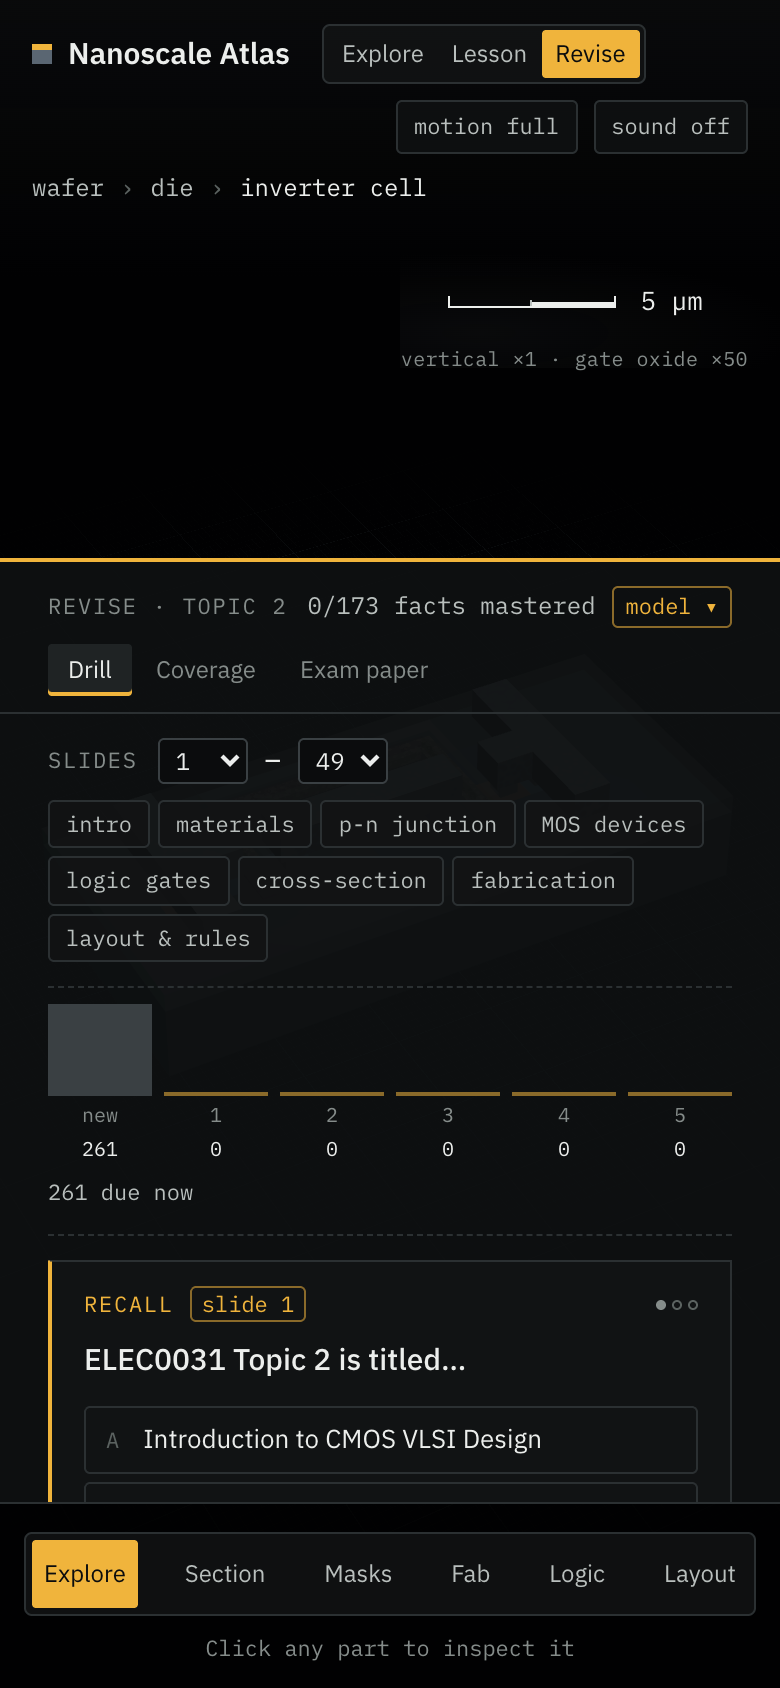 Nanoscale Atlas Explore Lesson Revise
motion full sound off
wafer › die › inverter cell
5 µm
vertical ×1 · gate oxide ×50
REVISE · TOPIC 2 0/173 facts mastered model ▾
Drill Coverage Exam paper
SLIDES 1 – 49
intro materials p-n junction MOS devices
logic gates cross-section fabrication
layout & rules
new 1 2 3 4 5
261 0 0 0 0 0
261 due now
RECALL slide 1
ELEC0031 Topic 2 is titled…
A Introduction to CMOS VLSI Design
Explore Section Masks Fab Logic Layout
Click any part to inspect it